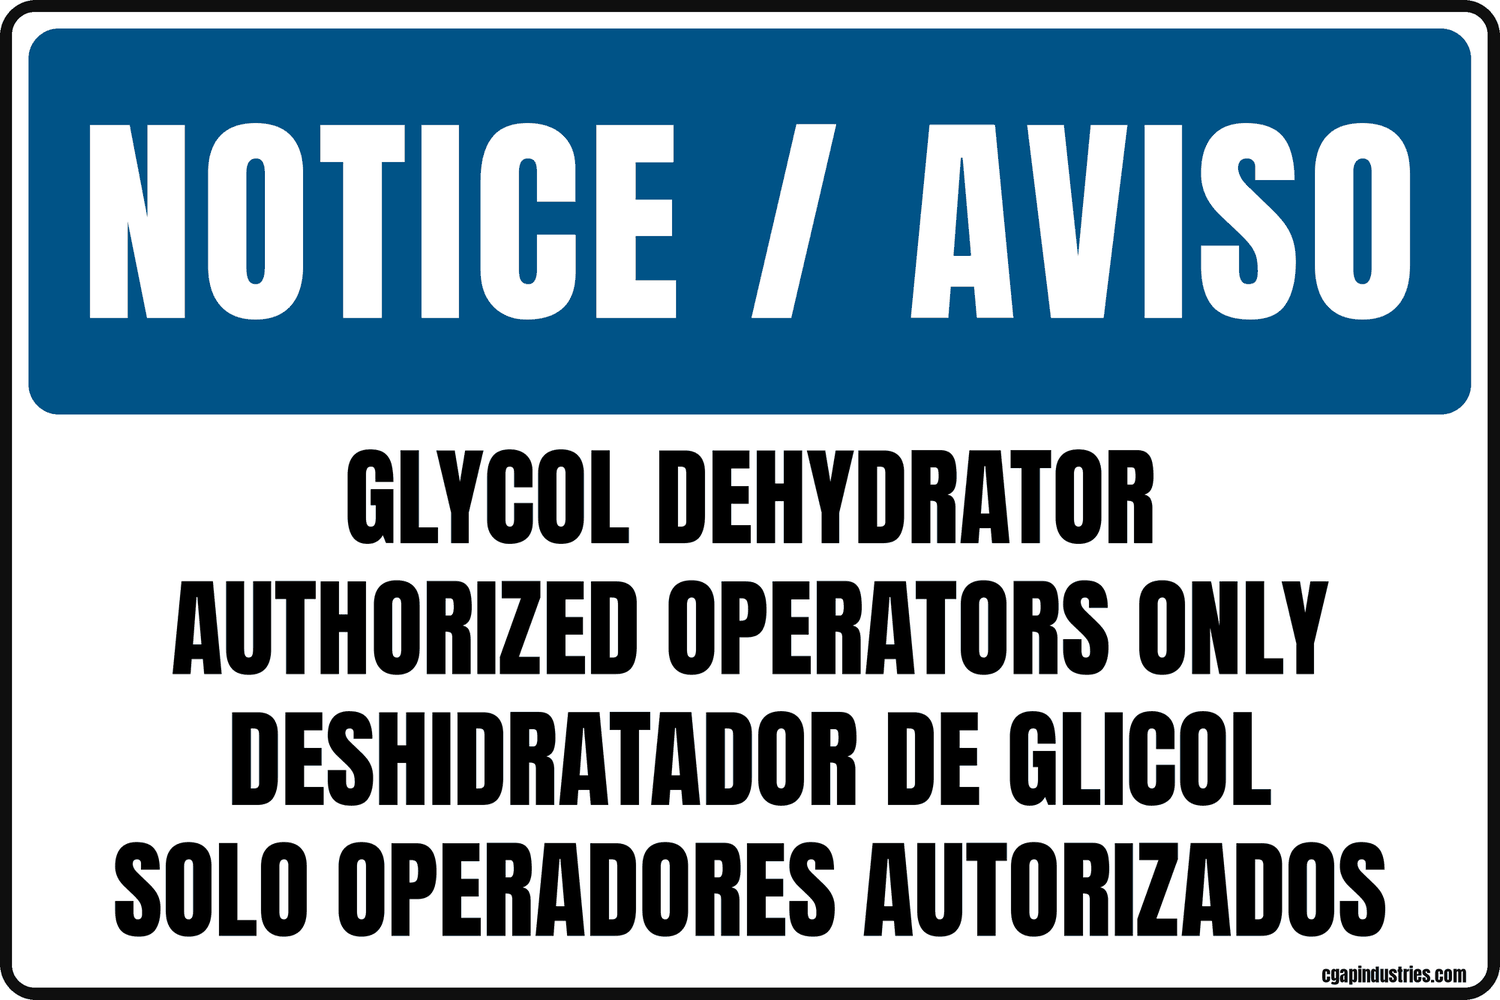 NOTICE / AVISO
GLYCOL DEHYDRATOR
AUTHORIZED OPERATORS ONLY
DESHIDRATADOR DE GLICOL
SOLO OPERADORES AUTORIZADOS
cgapindustries.com